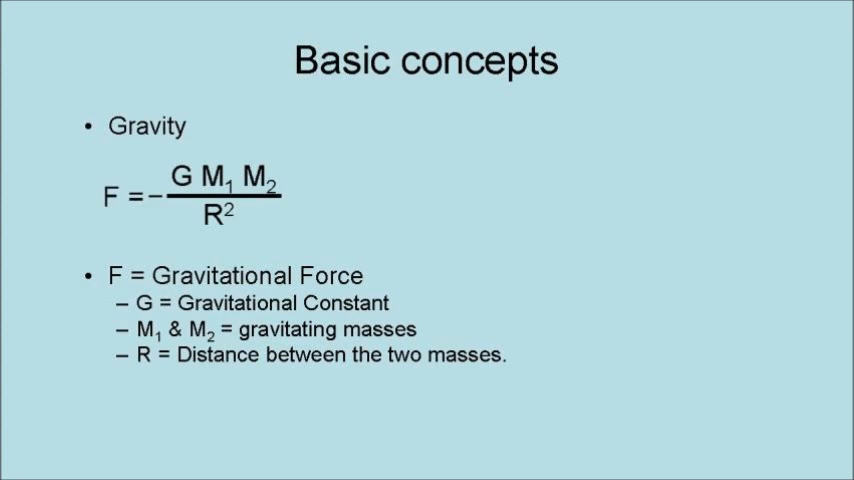 Basic concepts
• Gravity
F = − G M₁ M₂
R²
• F = Gravitational Force
– G = Gravitational Constant
– M₁ & M₂ = gravitating masses
– R = Distance between the two masses.